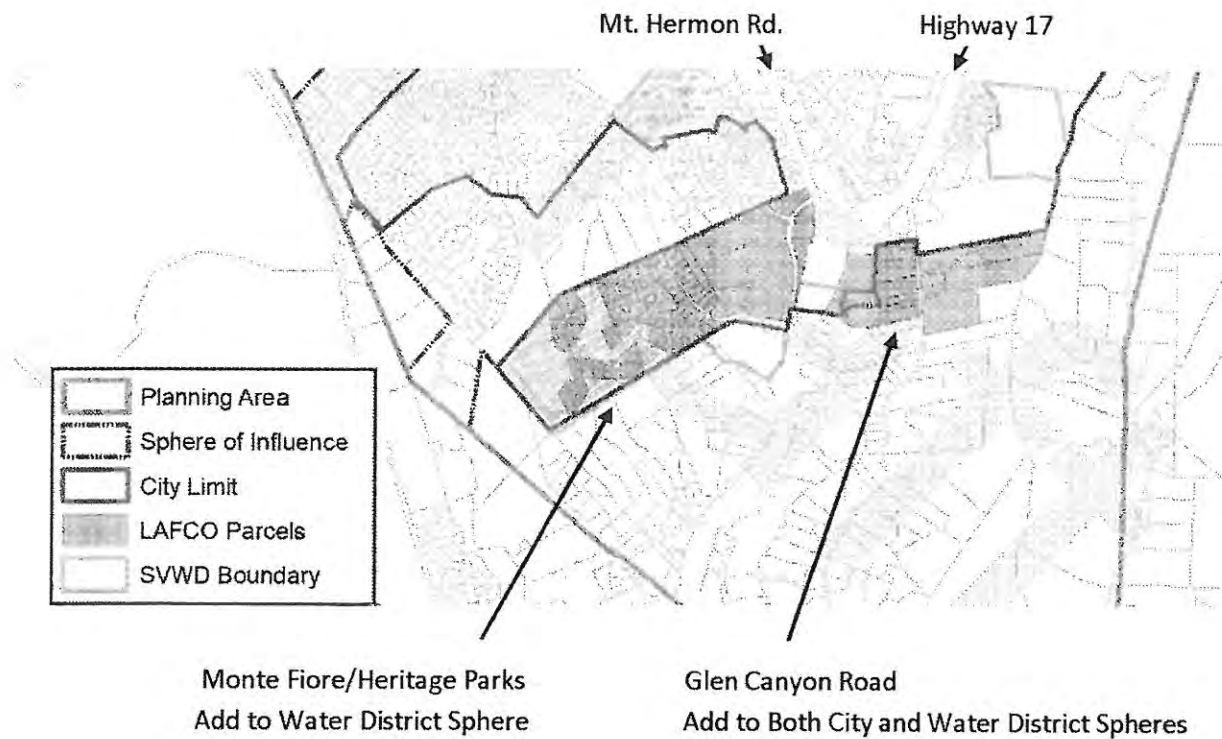 Mt. Hermon Rd.
Highway 17
Planning Area
Sphere of Influence
City Limit
LAFCO Parcels
SVWD Boundary
Monte Fiore/Heritage Parks
Add to Water District Sphere
Glen Canyon Road
Add to Both City and Water District Spheres